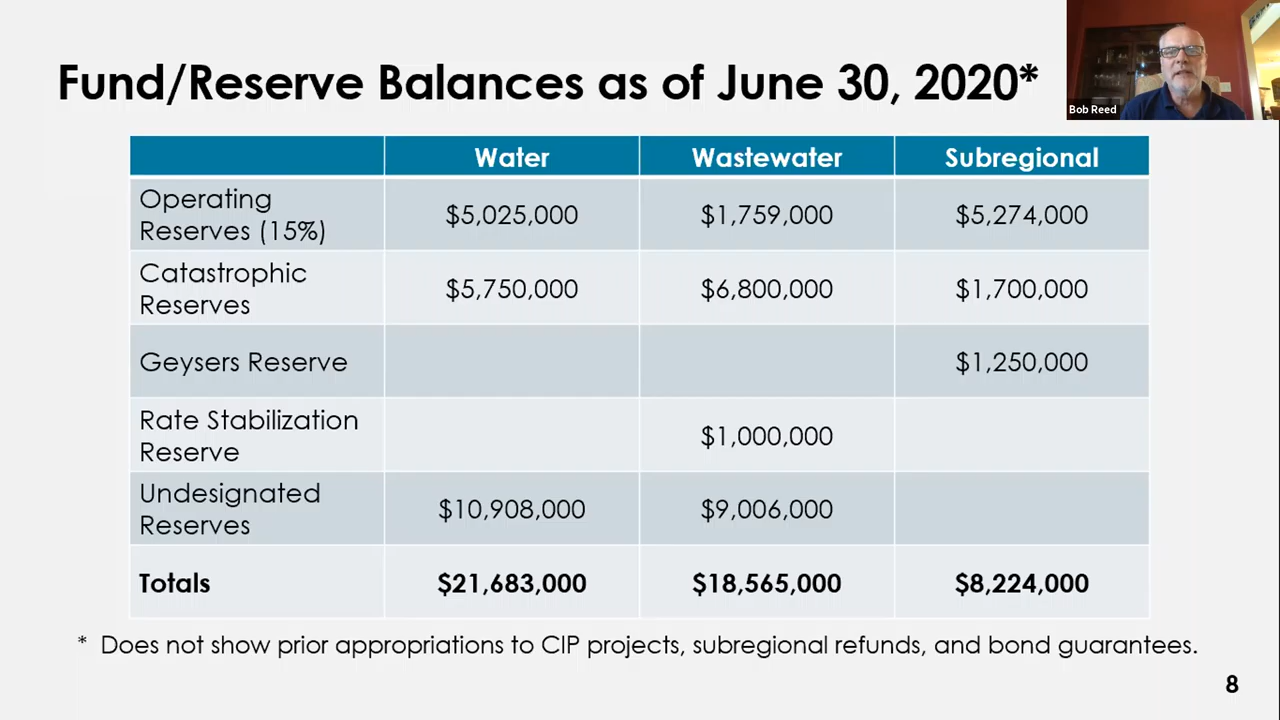 Fund/Reserve Balances as of June 30, 2020*
Bob Reed
Water Wastewater Subregional
Operating
Reserves (15%) $5,025,000 $1,759,000 $5,274,000
Catastrophic
Reserves $5,750,000 $6,800,000 $1,700,000
Geysers Reserve $1,250,000
Rate Stabilization
Reserve $1,000,000
Undesignated
Reserves $10,908,000 $9,006,000
Totals $21,683,000 $18,565,000 $8,224,000
* Does not show prior appropriations to CIP projects, subregional refunds, and bond guarantees.
8